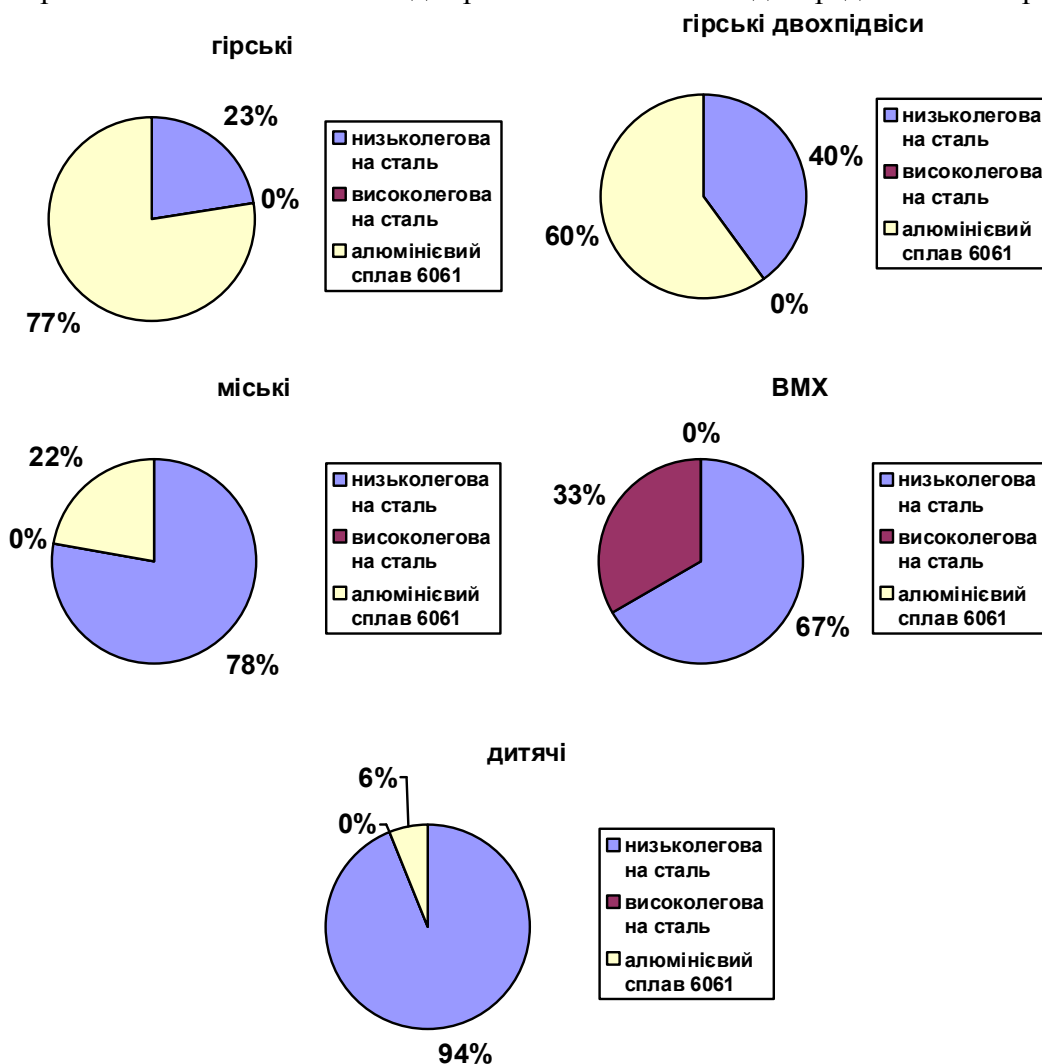 гірські
23%
0%
77%
низьколегова
на сталь
високолегова
на сталь
алюмінієвий
сплав 6061
гірські двохпідвіси
40%
60%
0%
низьколегова
на сталь
високолегова
на сталь
алюмінієвий
сплав 6061
міські
22%
0%
78%
низьколегова
на сталь
високолегова
на сталь
алюмінієвий
сплав 6061
BMX
0%
33%
67%
низьколегова
на сталь
високолегова
на сталь
алюмінієвий
сплав 6061
дитячі
6%
0%
94%
низьколегова
на сталь
високолегова
на сталь
алюмінієвий
сплав 6061